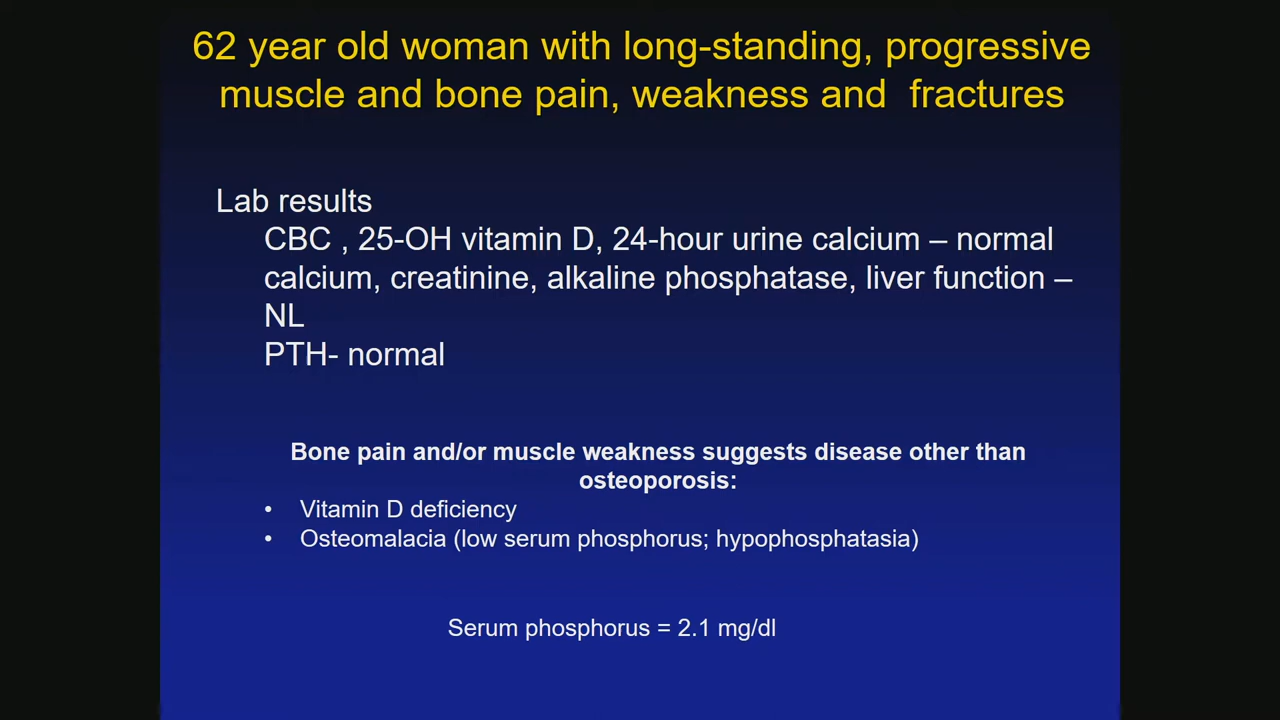 62 year old woman with long-standing, progressive
muscle and bone pain, weakness and  fractures
Lab results
CBC , 25-OH vitamin D, 24-hour urine calcium – normal
calcium, creatinine, alkaline phosphatase, liver function –
NL
PTH- normal
Bone pain and/or muscle weakness suggests disease other than
osteoporosis:
• Vitamin D deficiency
• Osteomalacia (low serum phosphorus; hypophosphatasia)
Serum phosphorus = 2.1 mg/dl